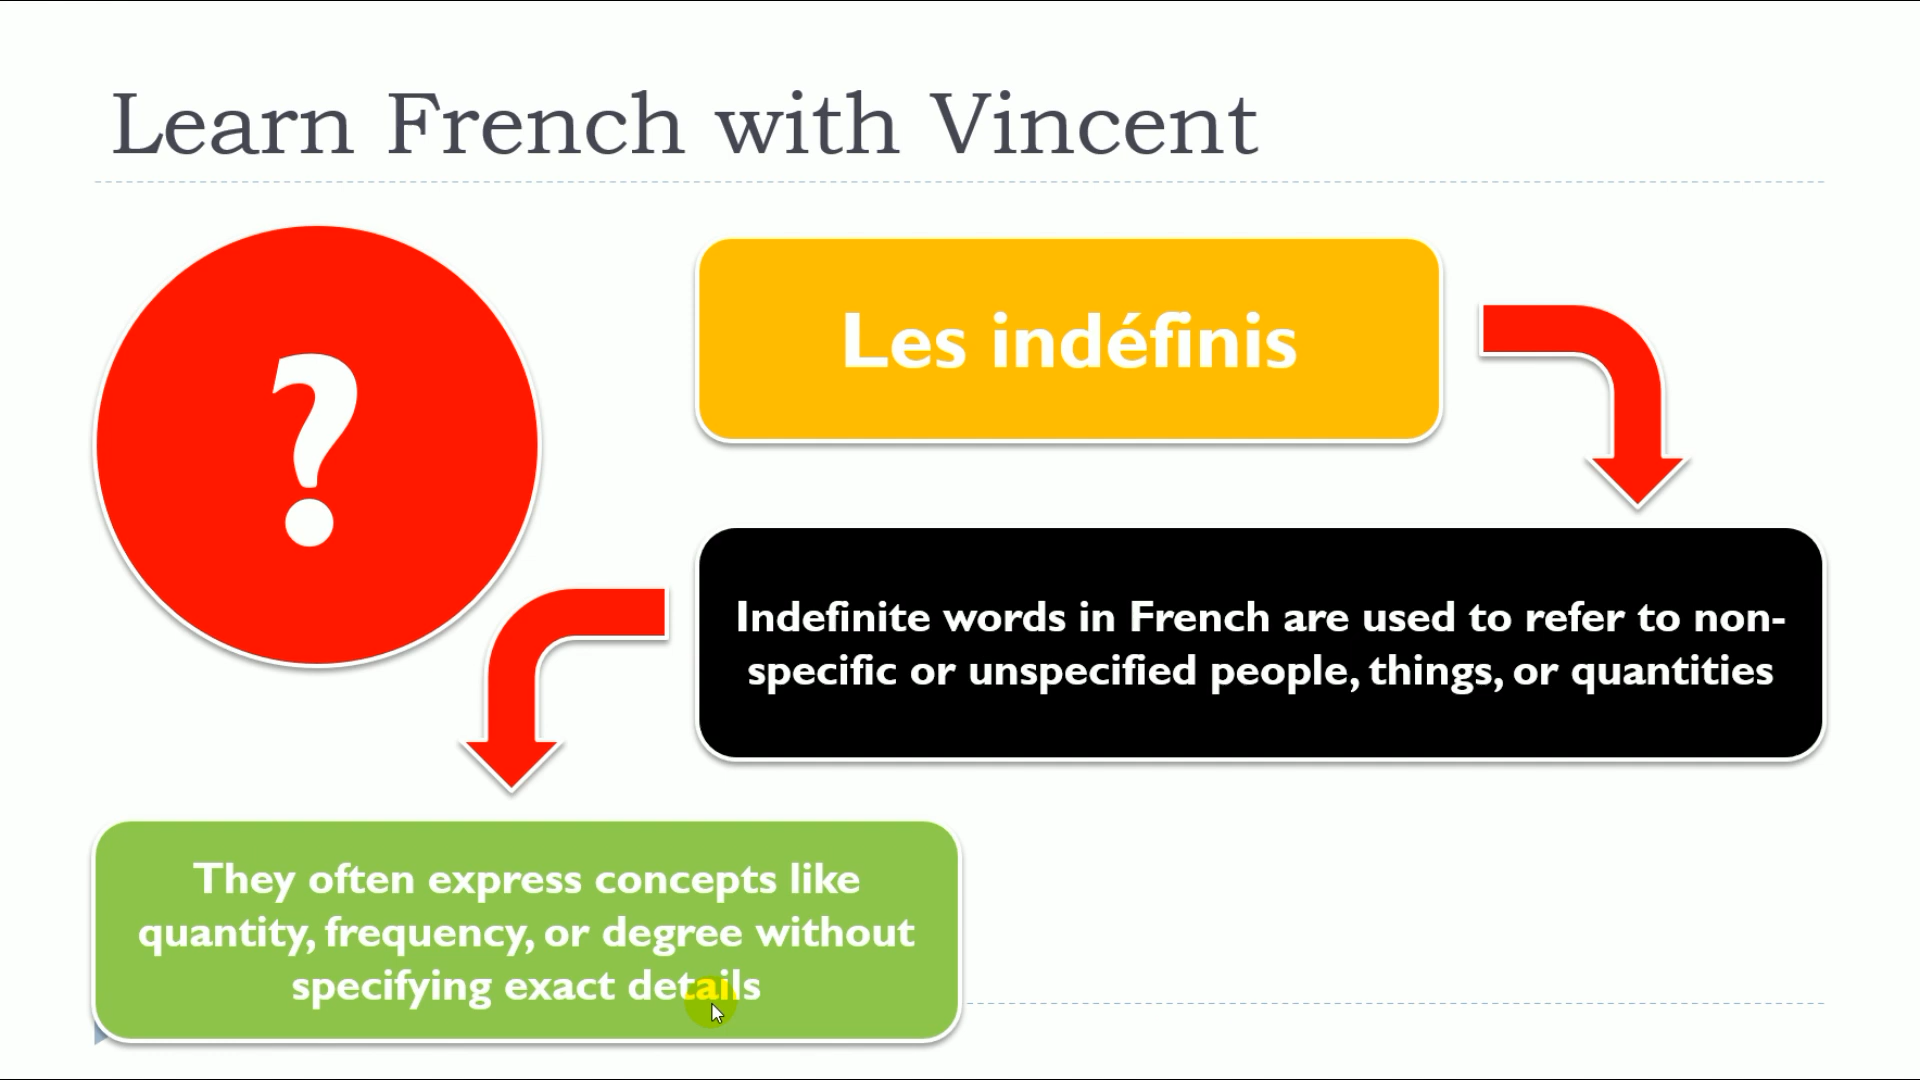 Learn French with Vincent
?
Les indéfinis
Indefinite words in French are used to refer to non-
specific or unspecified people, things, or quantities
They often express concepts like
quantity, frequency, or degree without
specifying exact details